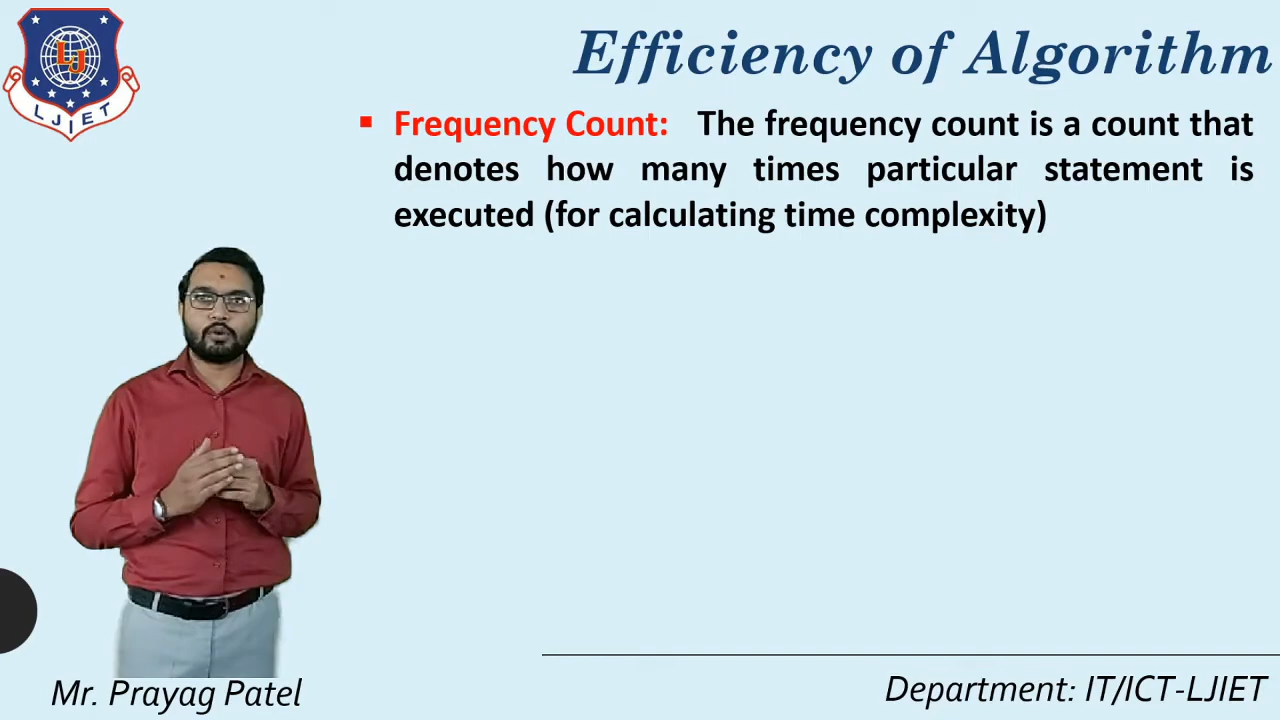 LJ
LJIET
Efficiency of Algorithm
▪ Frequency Count: The frequency count is a count that
denotes how many times particular statement is
executed (for calculating time complexity)
Mr. Prayag Patel
Department: IT/ICT-LJIET